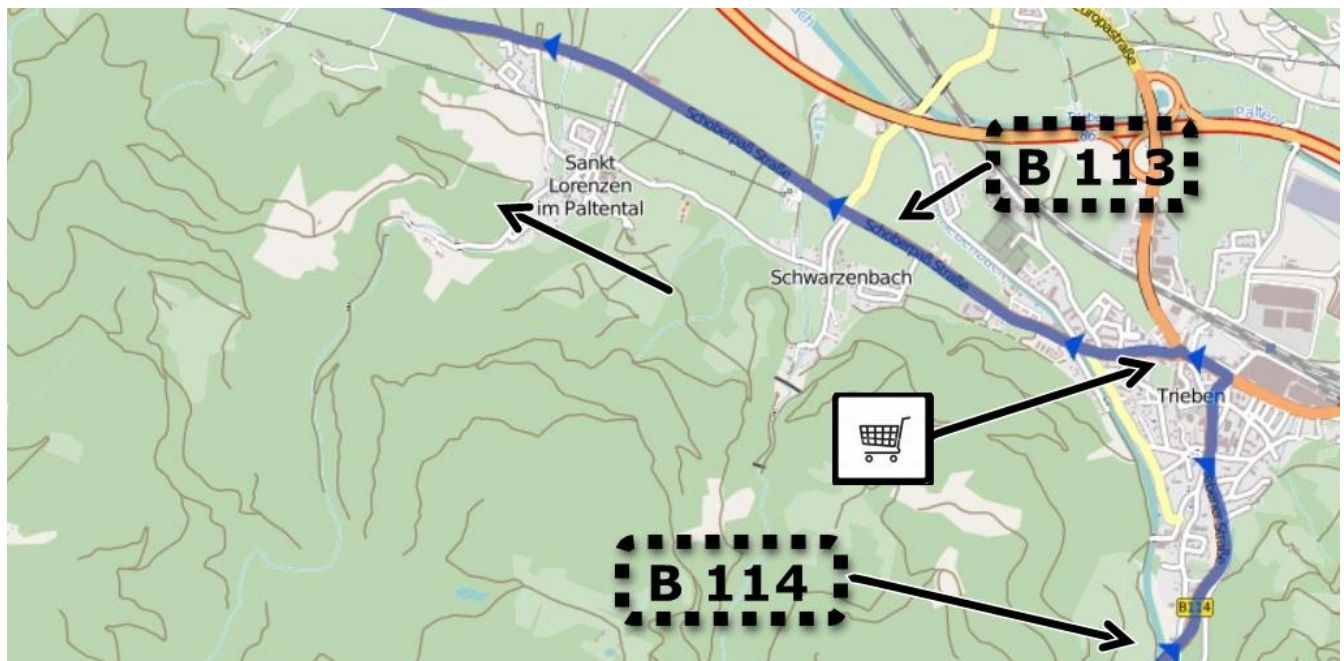 Europastraße
Schoberpaß Straße
B 113
Sankt
Lorenzen
im Paltental
Schoberpaß Straße
Schwarzenbach
Trieben
B 114
B114